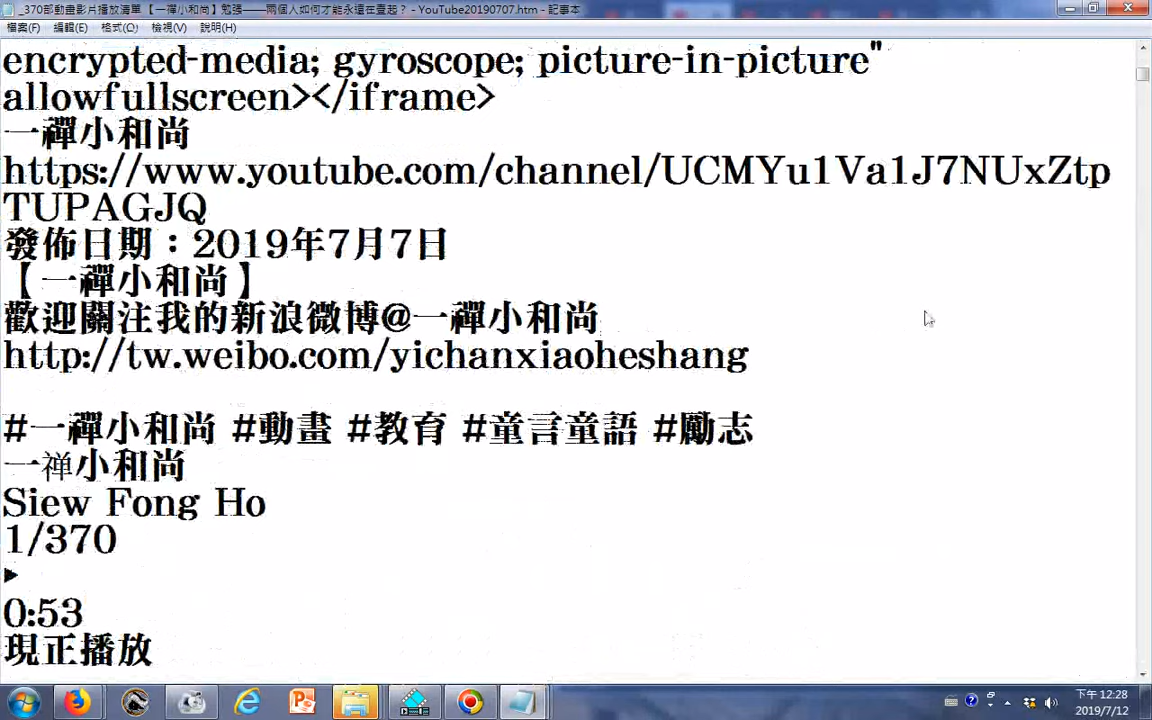 _370部動畫影片播放清單【一禪小和尚】勉強——兩個人如何才能永遠在壹起？ - YouTube20190707.htm - 記事本
檔案(F) 編輯(E) 格式(O) 檢視(V) 說明(H)
encrypted-media; gyroscope; picture-in-picture"
allowfullscreen></iframe>
一禪小和尚
https://www.youtube.com/channel/UCMYu1Va1J7NUxZtp
TUPAGJQ
發佈日期：2019年7月7日
【一禪小和尚】
歡迎關注我的新浪微博@一禪小和尚
http://tw.weibo.com/yichanxiaoheshang
#一禪小和尚 #動畫 #教育 #童言童語 #勵志
一禅小和尚
Siew Fong Ho
1/370
▶
0:53
現正播放
下午 12:28
2019/7/12